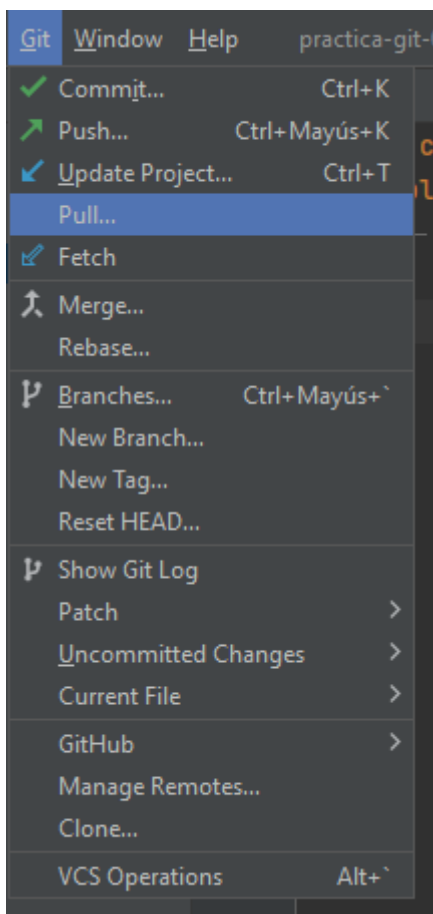 Git Window Help practica-git-
Commit... Ctrl+K
Push... Ctrl+Mayús+K
Update Project... Ctrl+T
Pull...
Fetch
Merge...
Rebase...
Branches... Ctrl+Mayús+`
New Branch...
New Tag...
Reset HEAD...
Show Git Log
Patch
Uncommitted Changes
Current File
GitHub
Manage Remotes...
Clone...
VCS Operations Alt+`